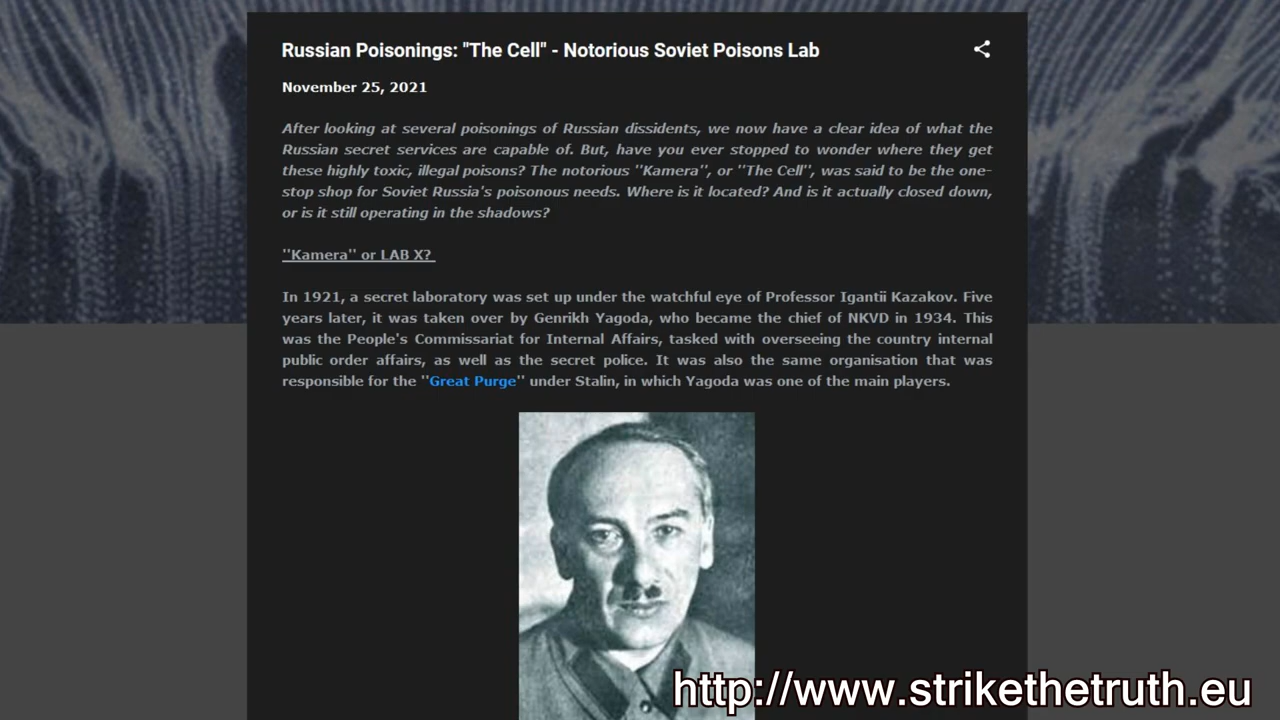 Russian Poisonings: "The Cell" - Notorious Soviet Poisons Lab
November 25, 2021
After looking at several poisonings of Russian dissidents, we now have a clear idea of what the
Russian secret services are capable of. But, have you ever stopped to wonder where they get
these highly toxic, illegal poisons? The notorious "Kamera", or "The Cell", was said to be the one-
stop shop for Soviet Russia's poisonous needs. Where is it located? And is it actually closed down,
or is it still operating in the shadows?
"Kamera" or LAB X?
In 1921, a secret laboratory was set up under the watchful eye of Professor Igantii Kazakov. Five
years later, it was taken over by Genrikh Yagoda, who became the chief of NKVD in 1934. This
was the People's Commissariat for Internal Affairs, tasked with overseeing the country internal
public order affairs, as well as the secret police. It was also the same organisation that was
responsible for the "Great Purge" under Stalin, in which Yagoda was one of the main players.
http://www.strikethetruth.eu